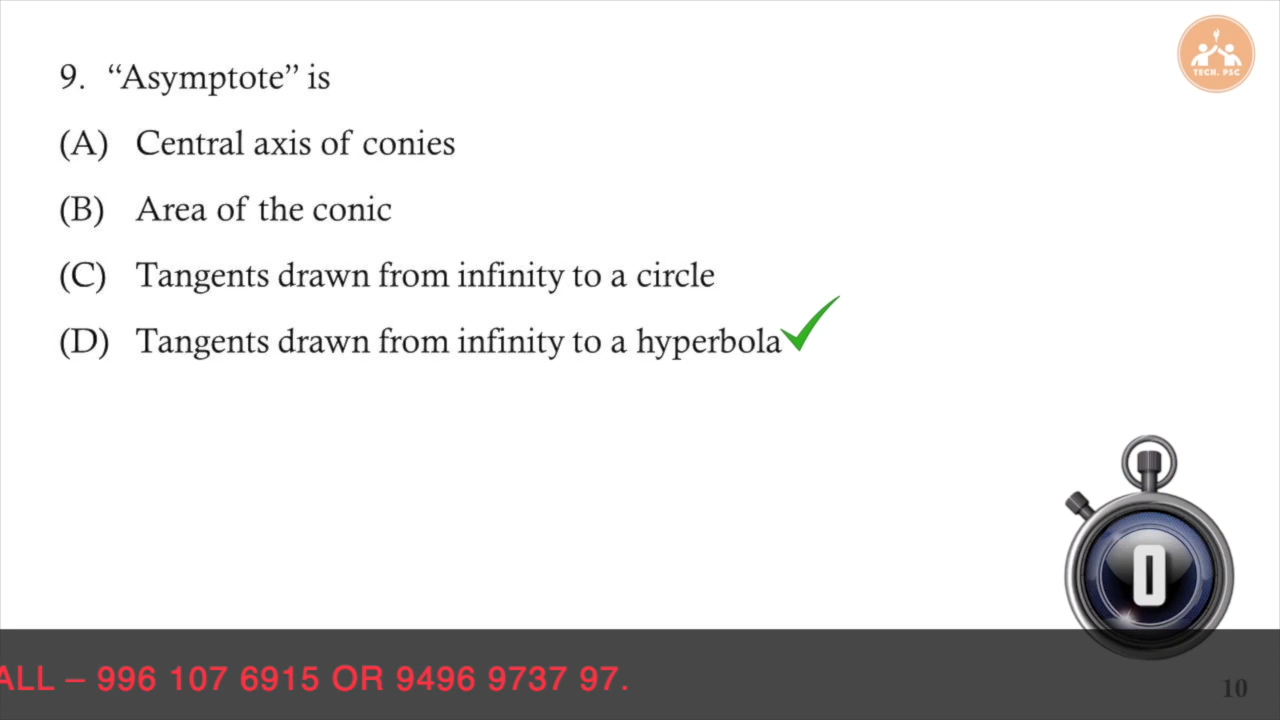 TECH. PSC
9. “Asymptote” is
(A) Central axis of conies
(B) Area of the conic
(C) Tangents drawn from infinity to a circle
(D) Tangents drawn from infinity to a hyperbola
0
ALL – 996 107 6915 OR 9496 9737 97.
10